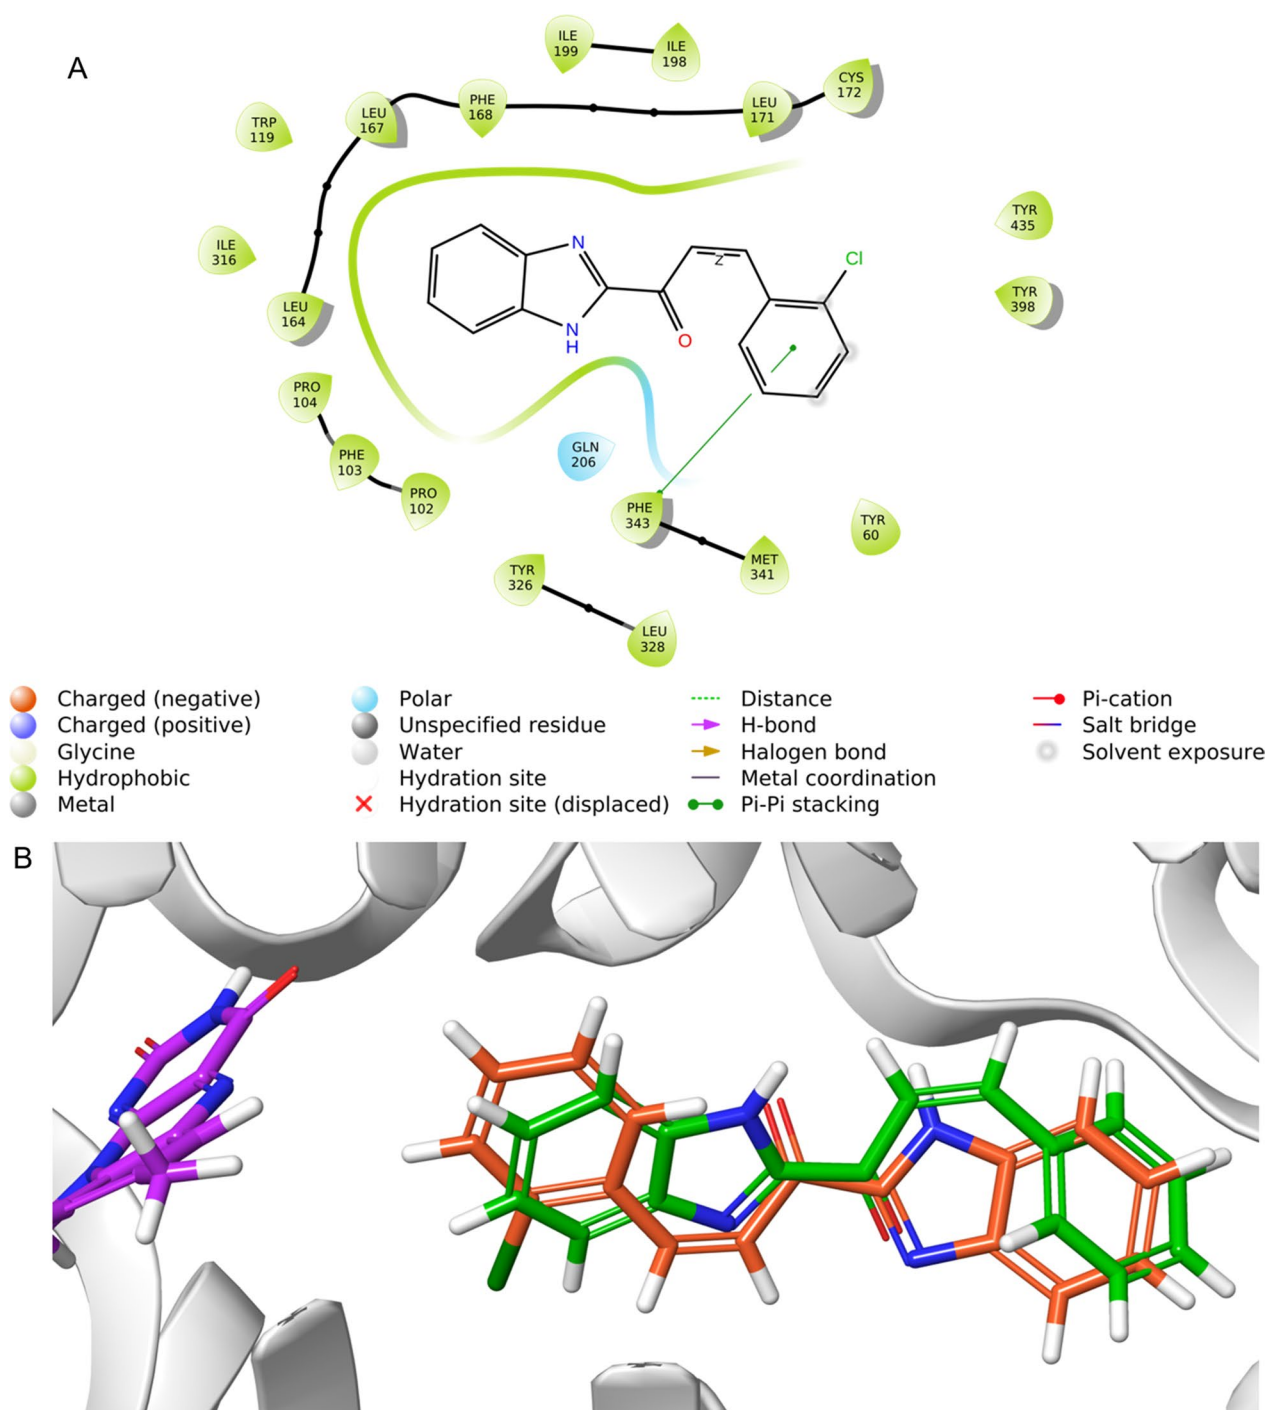 A
ILE
199
ILE
198
CYS
172
LEU
171
PHE
168
LEU
167
TRP
119
TYR
435
ILE
316
N
Z
Cl
TYR
398
LEU
164
N
H
O
PRO
104
GLN
206
PHE
103
PRO
102
PHE
343
TYR
60
MET
341
TYR
326
LEU
328
Charged (negative)
Charged (positive)
Glycine
Hydrophobic
Metal
Polar
Unspecified residue
Water
Hydration site
Hydration site (displaced)
Distance
H-bond
Halogen bond
Metal coordination
Pi-Pi stacking
Pi-cation
Salt bridge
Solvent exposure
B